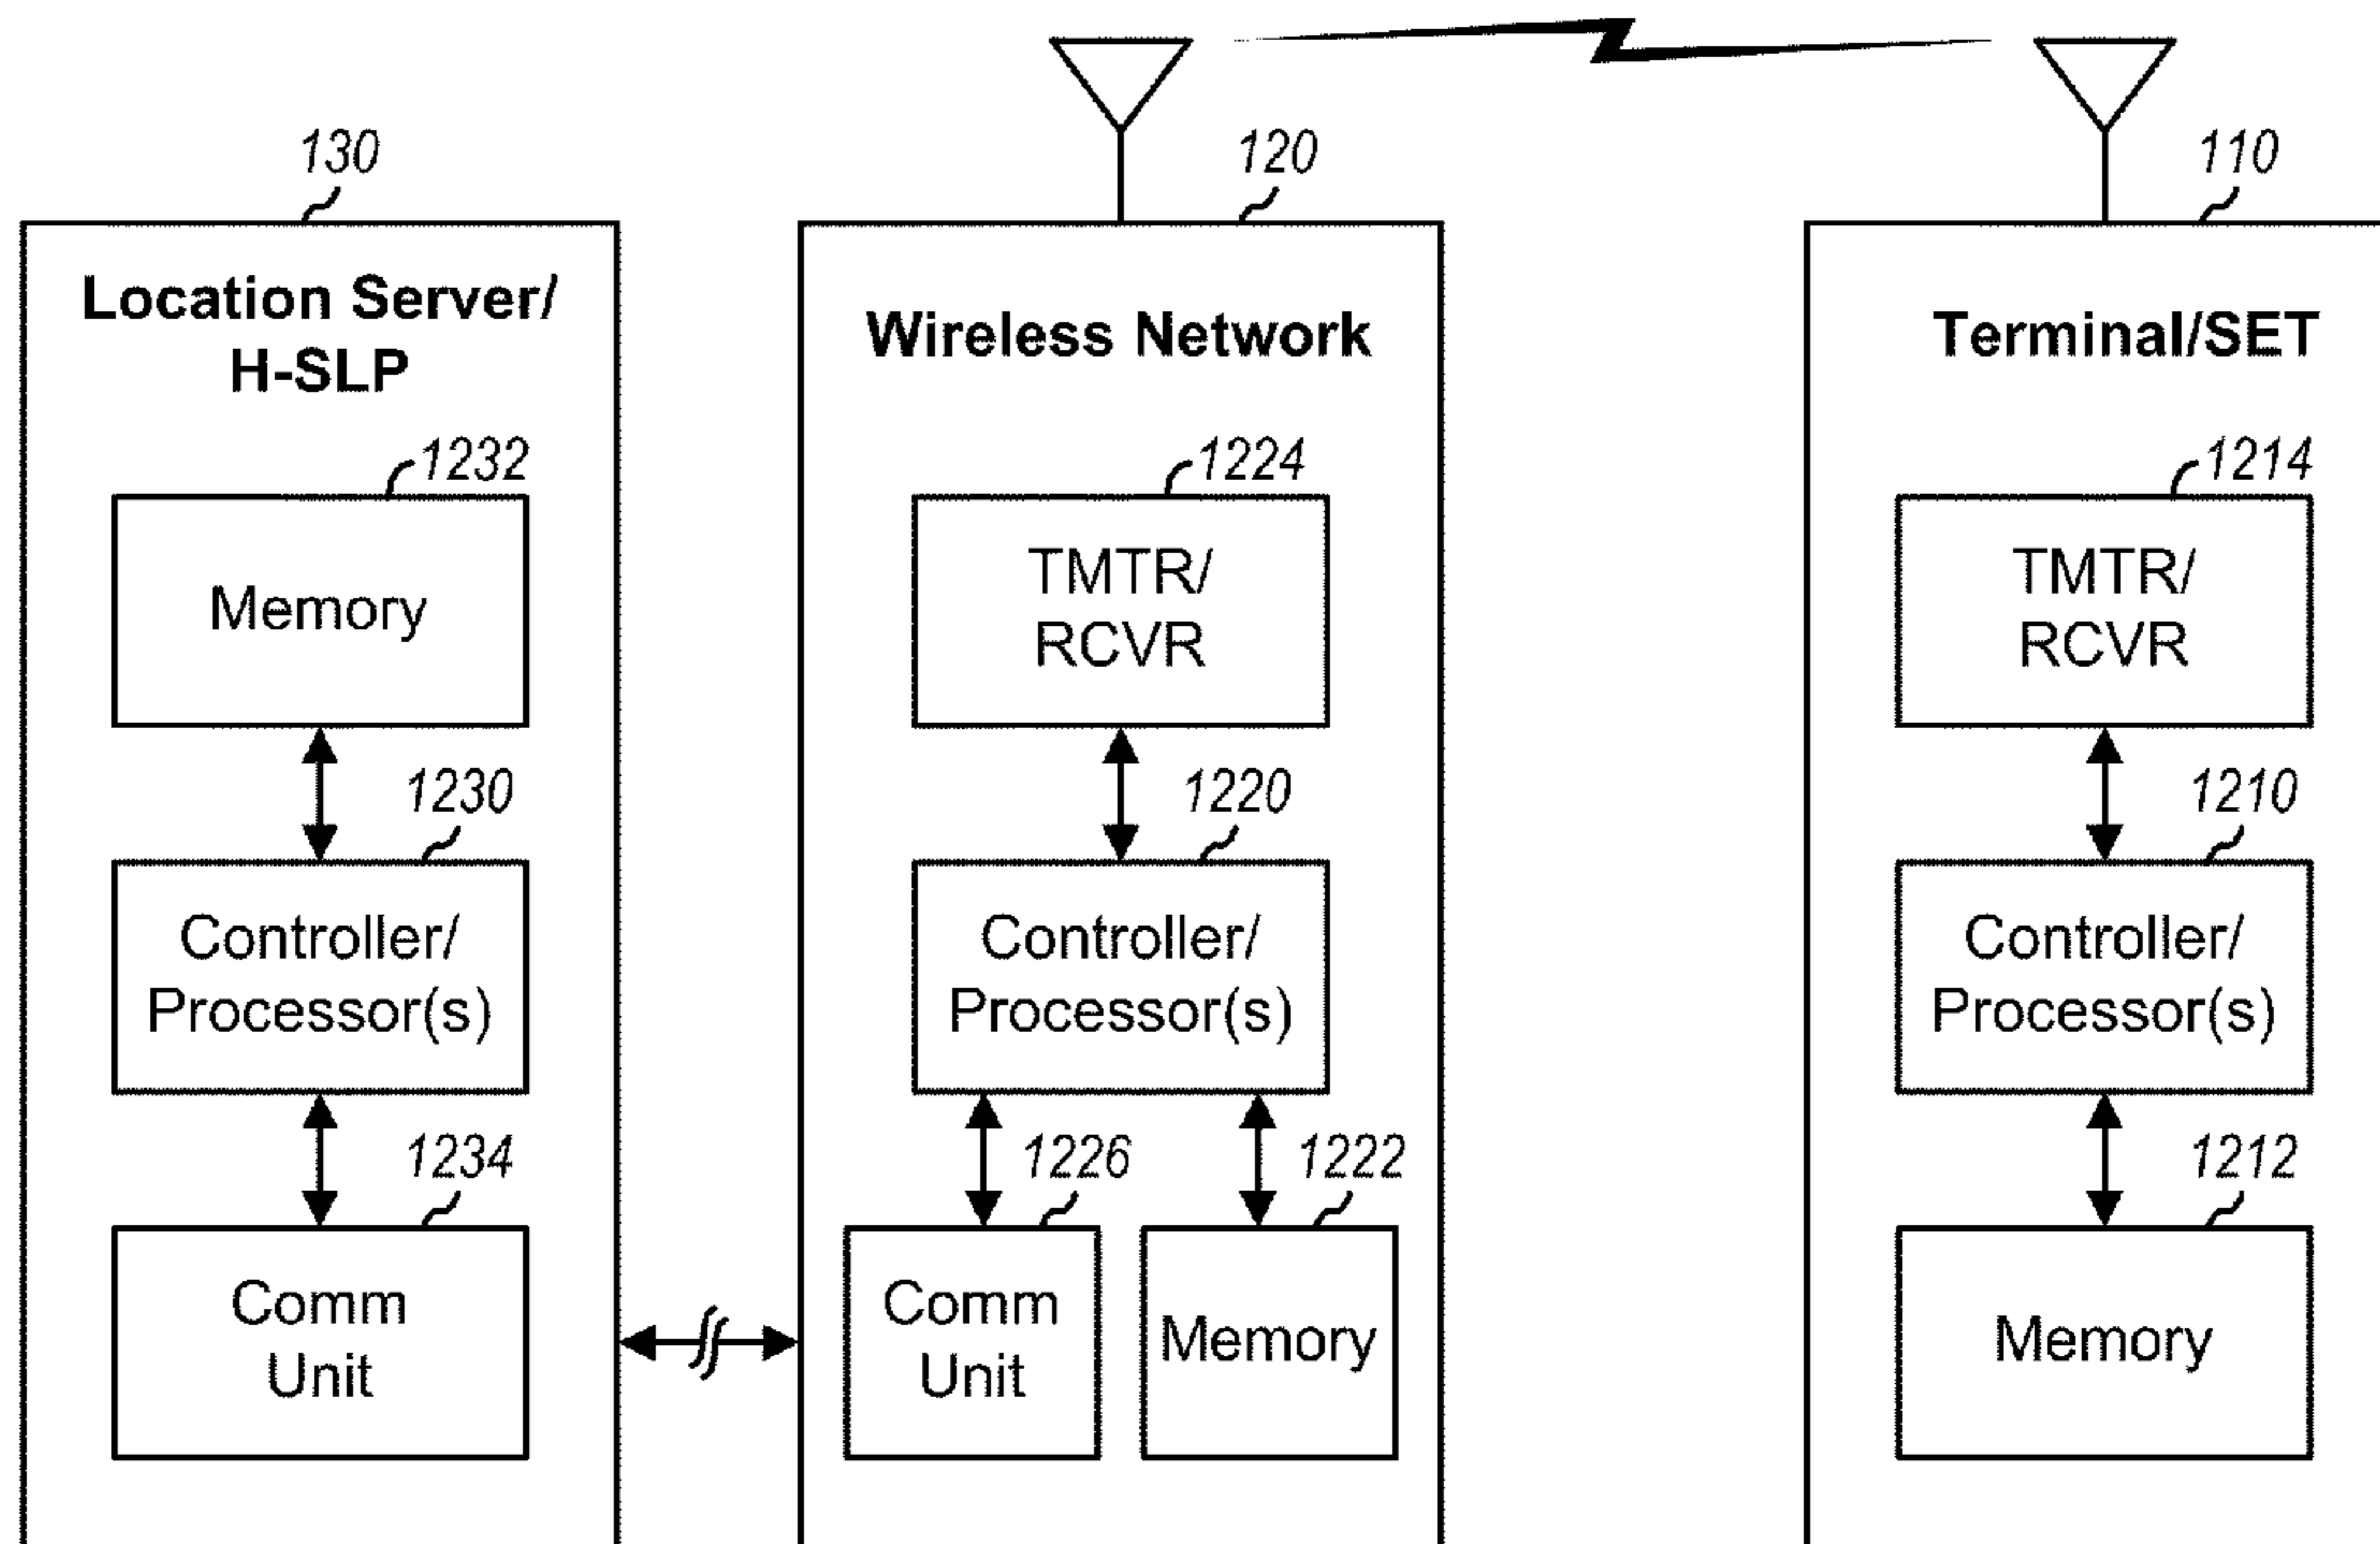 130
120
110
Location Server/
H-SLP
Wireless Network
Terminal/SET
1232
1224
1214
Memory
TMTR/
RCVR
TMTR/
RCVR
1230
1220
1210
Controller/
Processor(s)
Controller/
Processor(s)
Controller/
Processor(s)
1234
1226
1222
1212
Comm
Unit
Comm
Unit
Memory
Memory